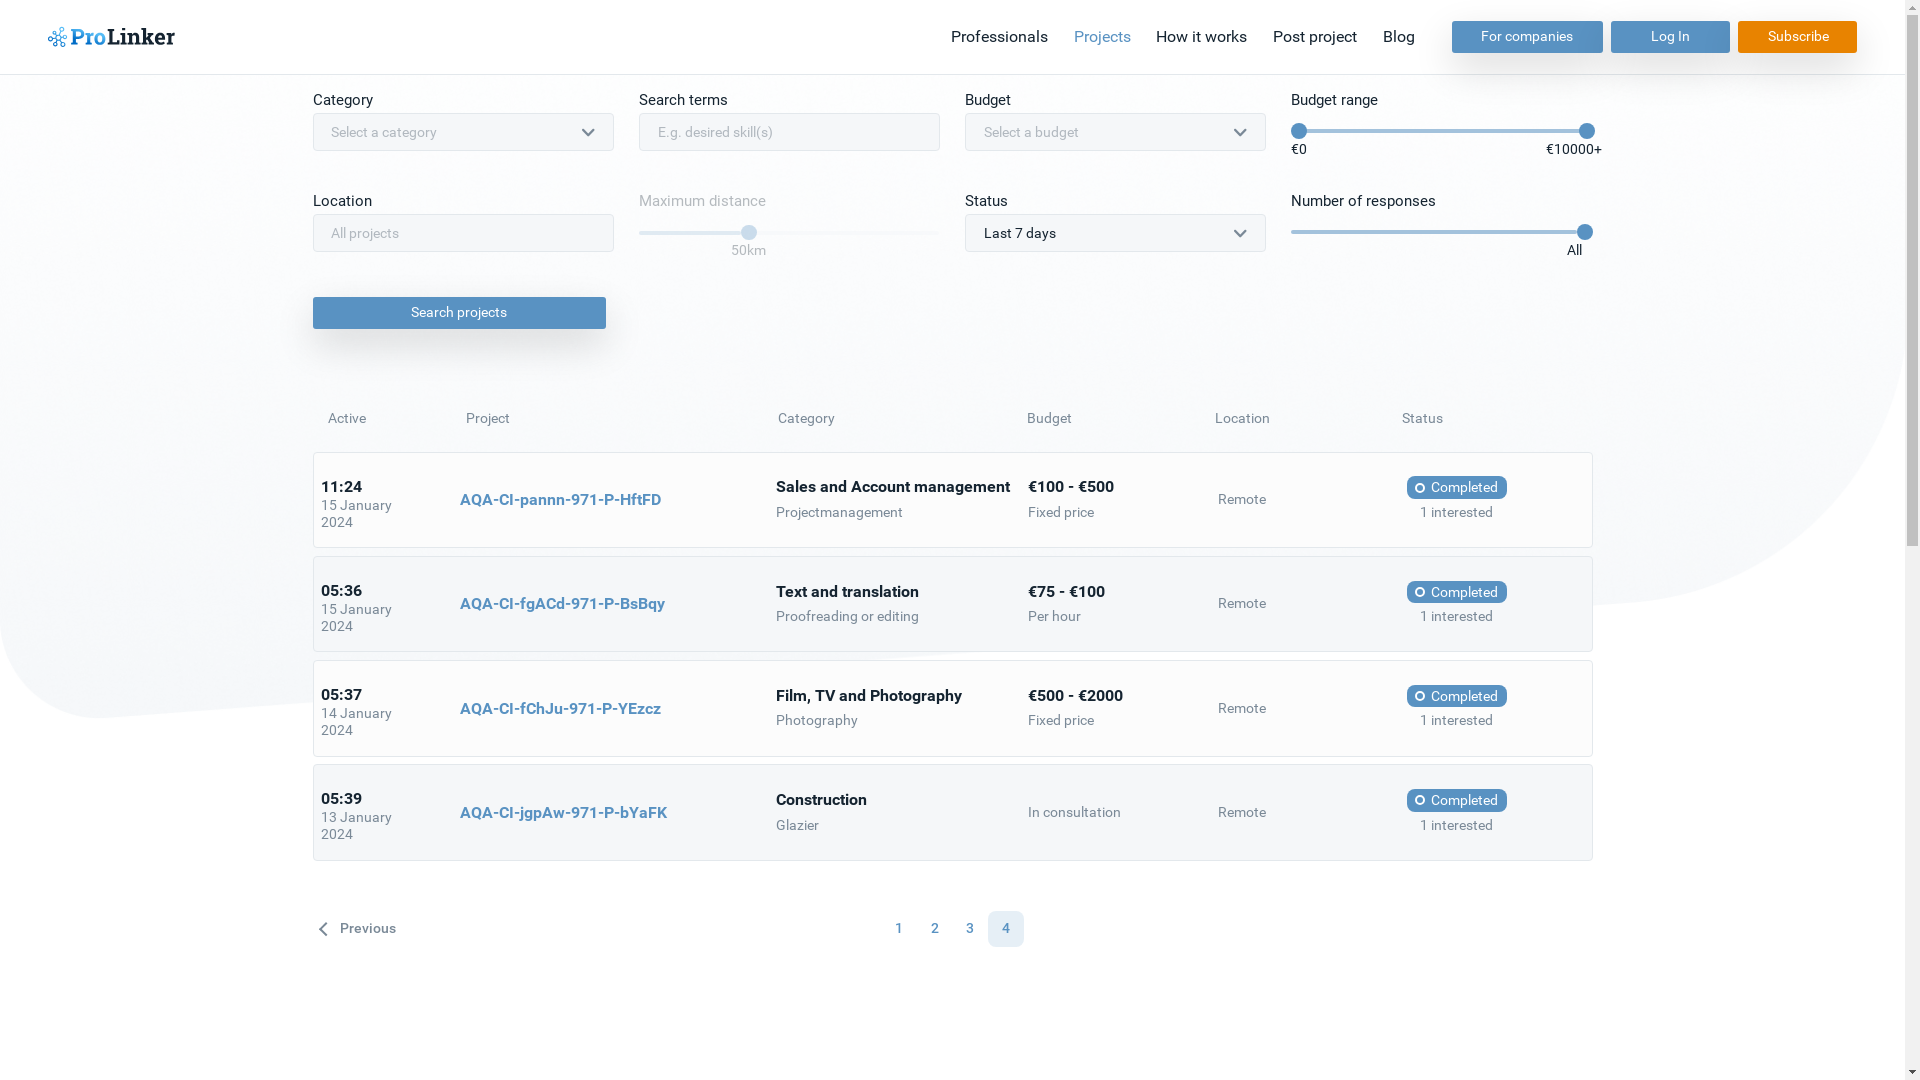 ProLinker
Professionals Projects How it works Post project Blog For companies Log In Subscribe
Category Search terms Budget Budget range
Select a category E.g. desired skill(s) Select a budget
€0 €10000+
Location Maximum distance Status Number of responses
All projects Last 7 days
50km All
Search projects
Active Project Category Budget Location Status
11:24
15 January
2024
AQA-CI-pannn-971-P-HftFD
Sales and Account management
Projectmanagement
€100 - €500
Fixed price
Remote
Completed
1 interested
05:36
15 January
2024
AQA-CI-fgACd-971-P-BsBqy
Text and translation
Proofreading or editing
€75 - €100
Per hour
Remote
Completed
1 interested
05:37
14 January
2024
AQA-CI-fChJu-971-P-YEzcz
Film, TV and Photography
Photography
€500 - €2000
Fixed price
Remote
Completed
1 interested
05:39
13 January
2024
AQA-CI-jgpAw-971-P-bYaFK
Construction
Glazier
In consultation
Remote
Completed
1 interested
Previous 1 2 3 4